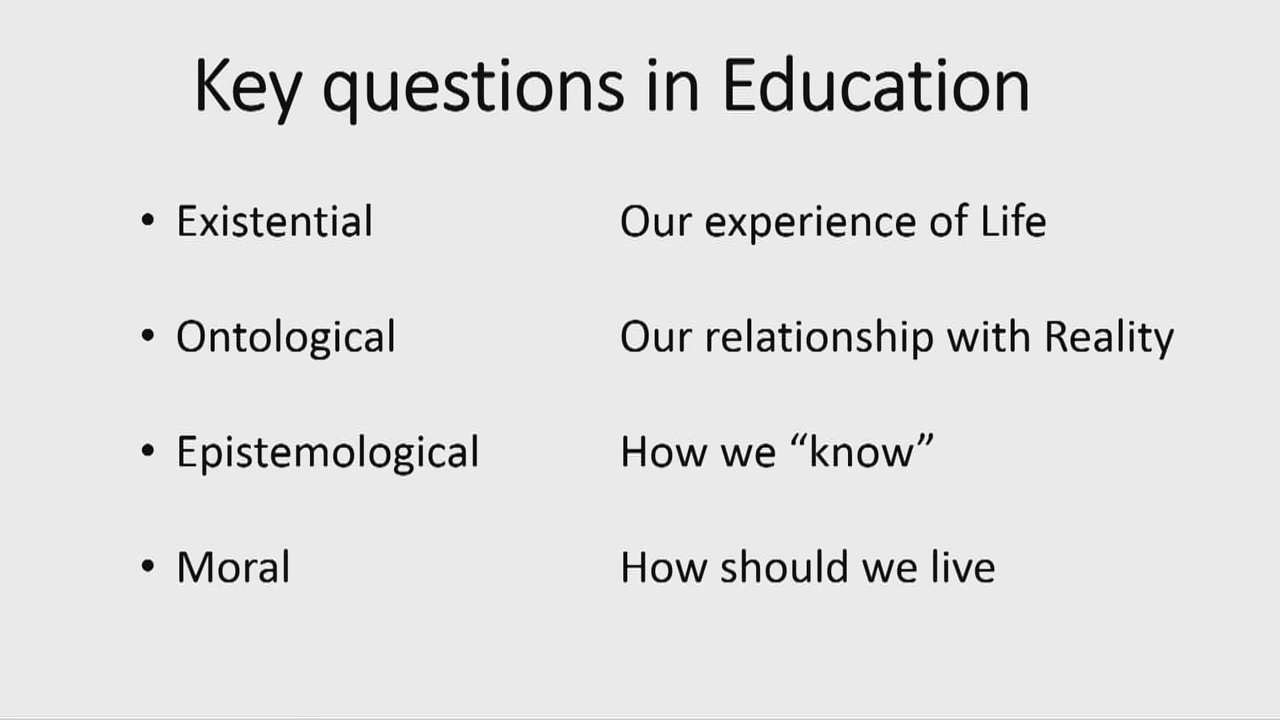 Key questions in Education
• Existential Our experience of Life
• Ontological Our relationship with Reality
• Epistemological How we “know”
• Moral How should we live